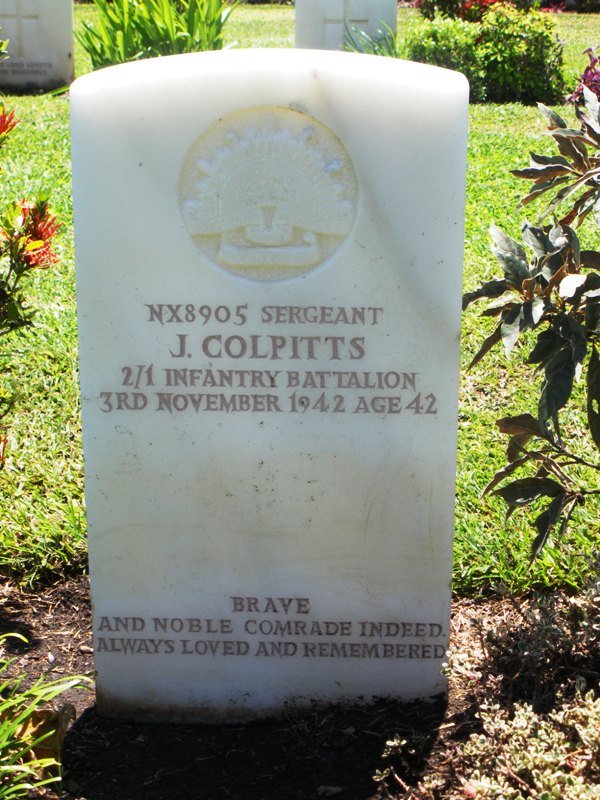 NX8905 SERGEANT
J. COLPITTS
2/1 INFANTRY BATTALION
3RD NOVEMBER 1942 AGE 42
BRAVE
AND NOBLE COMRADE INDEED.
ALWAYS LOVED AND REMEMBERED